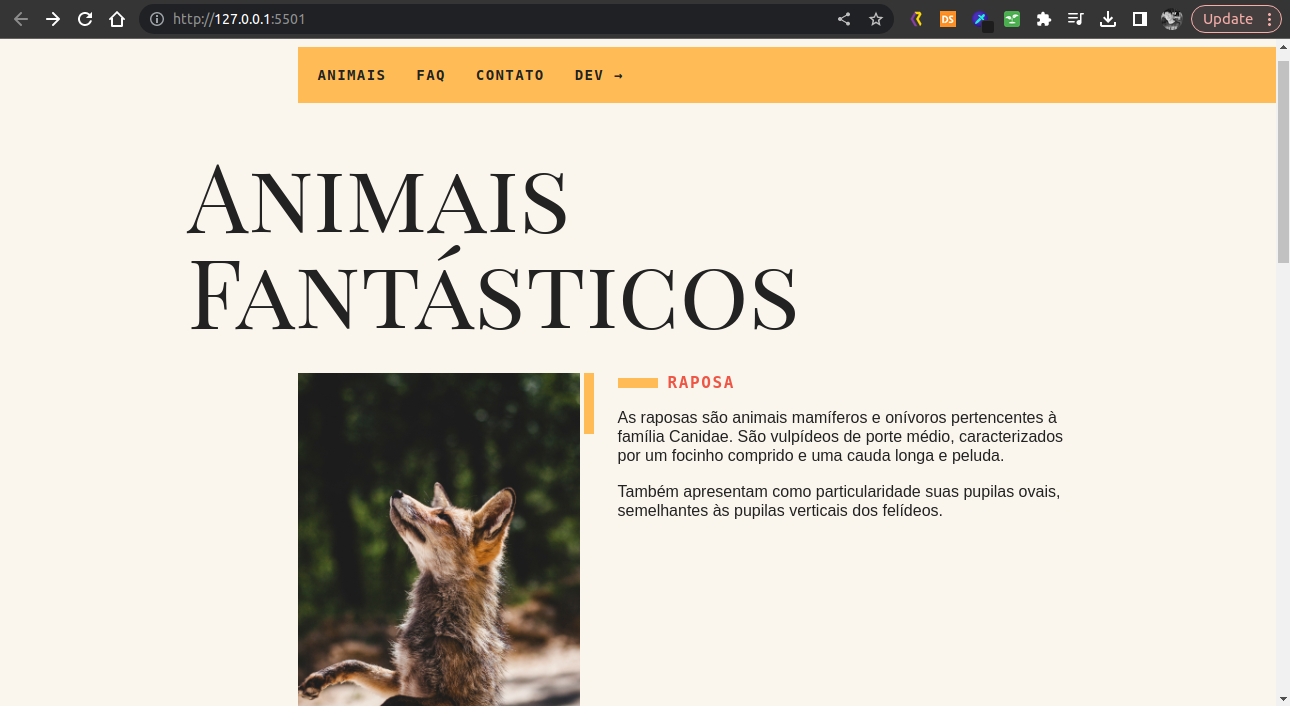 http://127.0.0.1:5501
DS
Update
ANIMAIS FAQ CONTATO DEV →
Animais
Fantásticos
RAPOSA
As raposas são animais mamíferos e onívoros pertencentes à
família Canidae. São vulpídeos de porte médio, caracterizados
por um focinho comprido e uma cauda longa e peluda.
Também apresentam como particularidade suas pupilas ovais,
semelhantes às pupilas verticais dos felídeos.